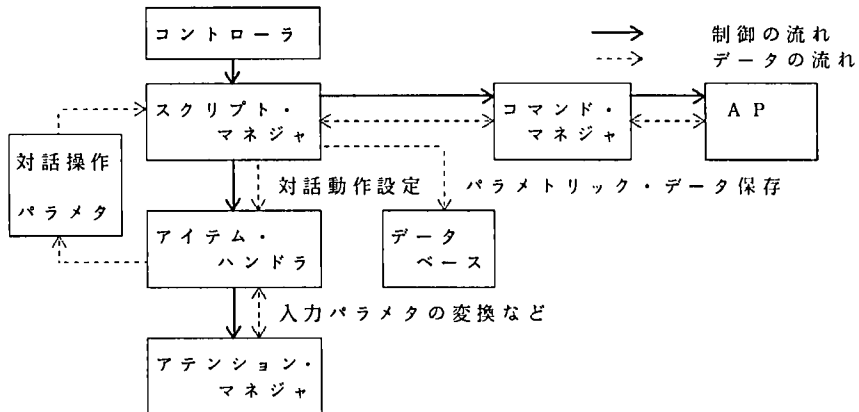 コントローラ
制御の流れ
データの流れ
スクリプト・
マネジャ
コマンド・
マネジャ
AP
対話操作
パラメタ
対話動作設定
パラメトリック・データ保存
アイテム・
ハンドラ
データ
ベース
入力パラメタの変換など
アテンション・
マネジャ